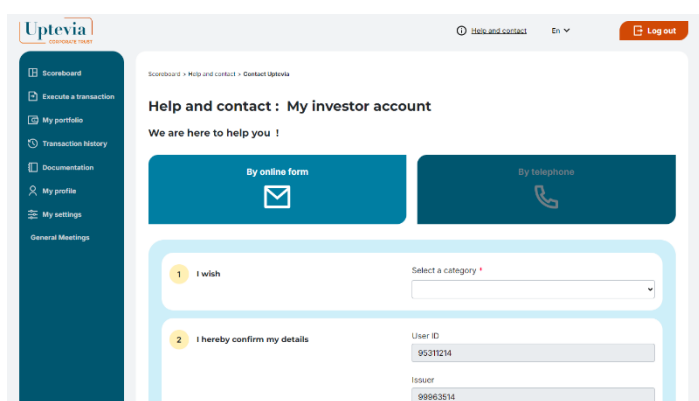 Uptevia
CORPORATE TRUST
Help and contact
En
Log out
Scoreboard
Execute a transaction
My portfolio
Transaction history
Documentation
My profile
My settings
General Meetings
Scoreboard > Help and contact > Contact Uptevia
Help and contact : My investor account
We are here to help you !
By online form
By telephone
1 I wish
Select a category *
2 I hereby confirm my details
User ID
95311214
Issuer
99963514